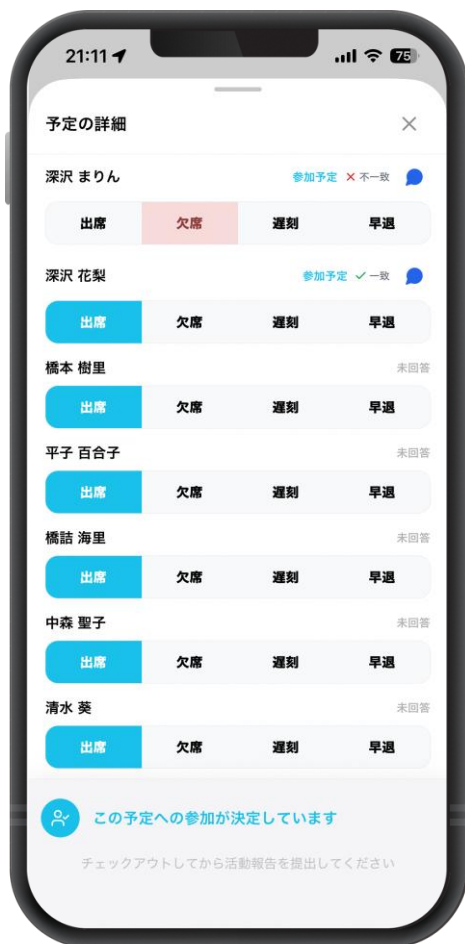 21:11 75
予定の詳細
深沢 まりん 参加予定 不一致
出席 欠席 遅刻 早退
深沢 花梨 参加予定 一致
出席 欠席 遅刻 早退
橋本 樹里 未回答
出席 欠席 遅刻 早退
平子 百合子 未回答
出席 欠席 遅刻 早退
橋詰 海里 未回答
出席 欠席 遅刻 早退
中森 聖子 未回答
出席 欠席 遅刻 早退
清水 葵 未回答
出席 欠席 遅刻 早退
この予定への参加が決定しています
チェックアウトしてから活動報告を提出してください